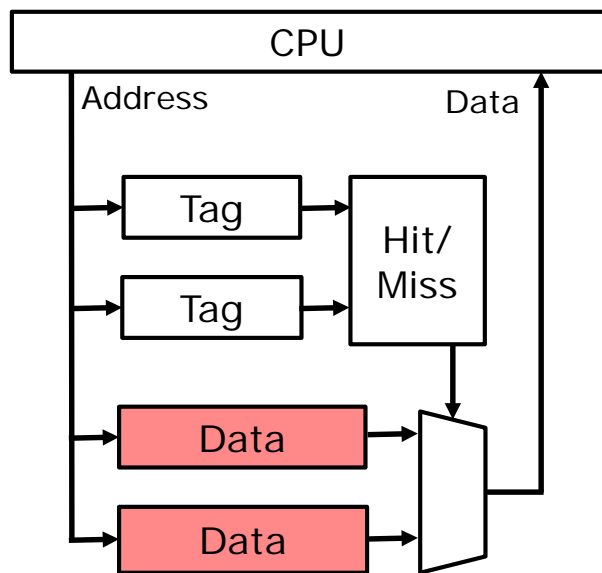 CPU
Address
Data
Tag
Hit/
Miss
Tag
Data
Data